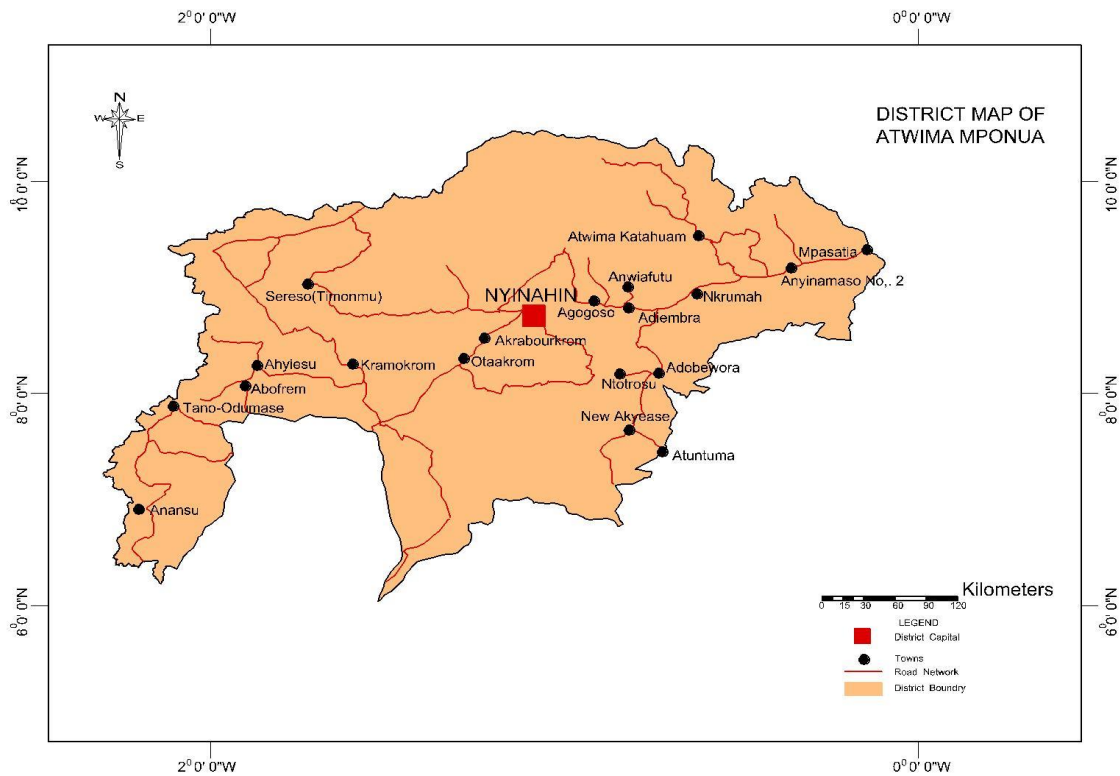 2⁰ 0' 0"W
0⁰ 0' 0"W
N
W E
S
DISTRICT MAP OF
ATWIMA MPONUA
10⁰ 0' 0"N
10⁰ 0' 0"N
Atwima Katahuam
Mpasatia
Anyinamaso No,. 2
Anwiafutu
Sereso(Timonmu)
NYINAHIN
Nkrumah
Agogoso
Adiembra
Akrabourkrom
Otaakrom
Ahyiesu
Kramokrom
Adobewora
Abofrem
Ntotrosu
8⁰ 0' 0"N
8⁰ 0' 0"N
Tano-Odumase
New Akyease
Atuntuma
Anansu
Kilometers
0 15 30 60 90 120
6⁰ 0' 0"N
6⁰ 0' 0"N
LEGEND
District Capital
Towns
Road Network
District Boundry
2⁰ 0' 0"W
0⁰ 0' 0"W